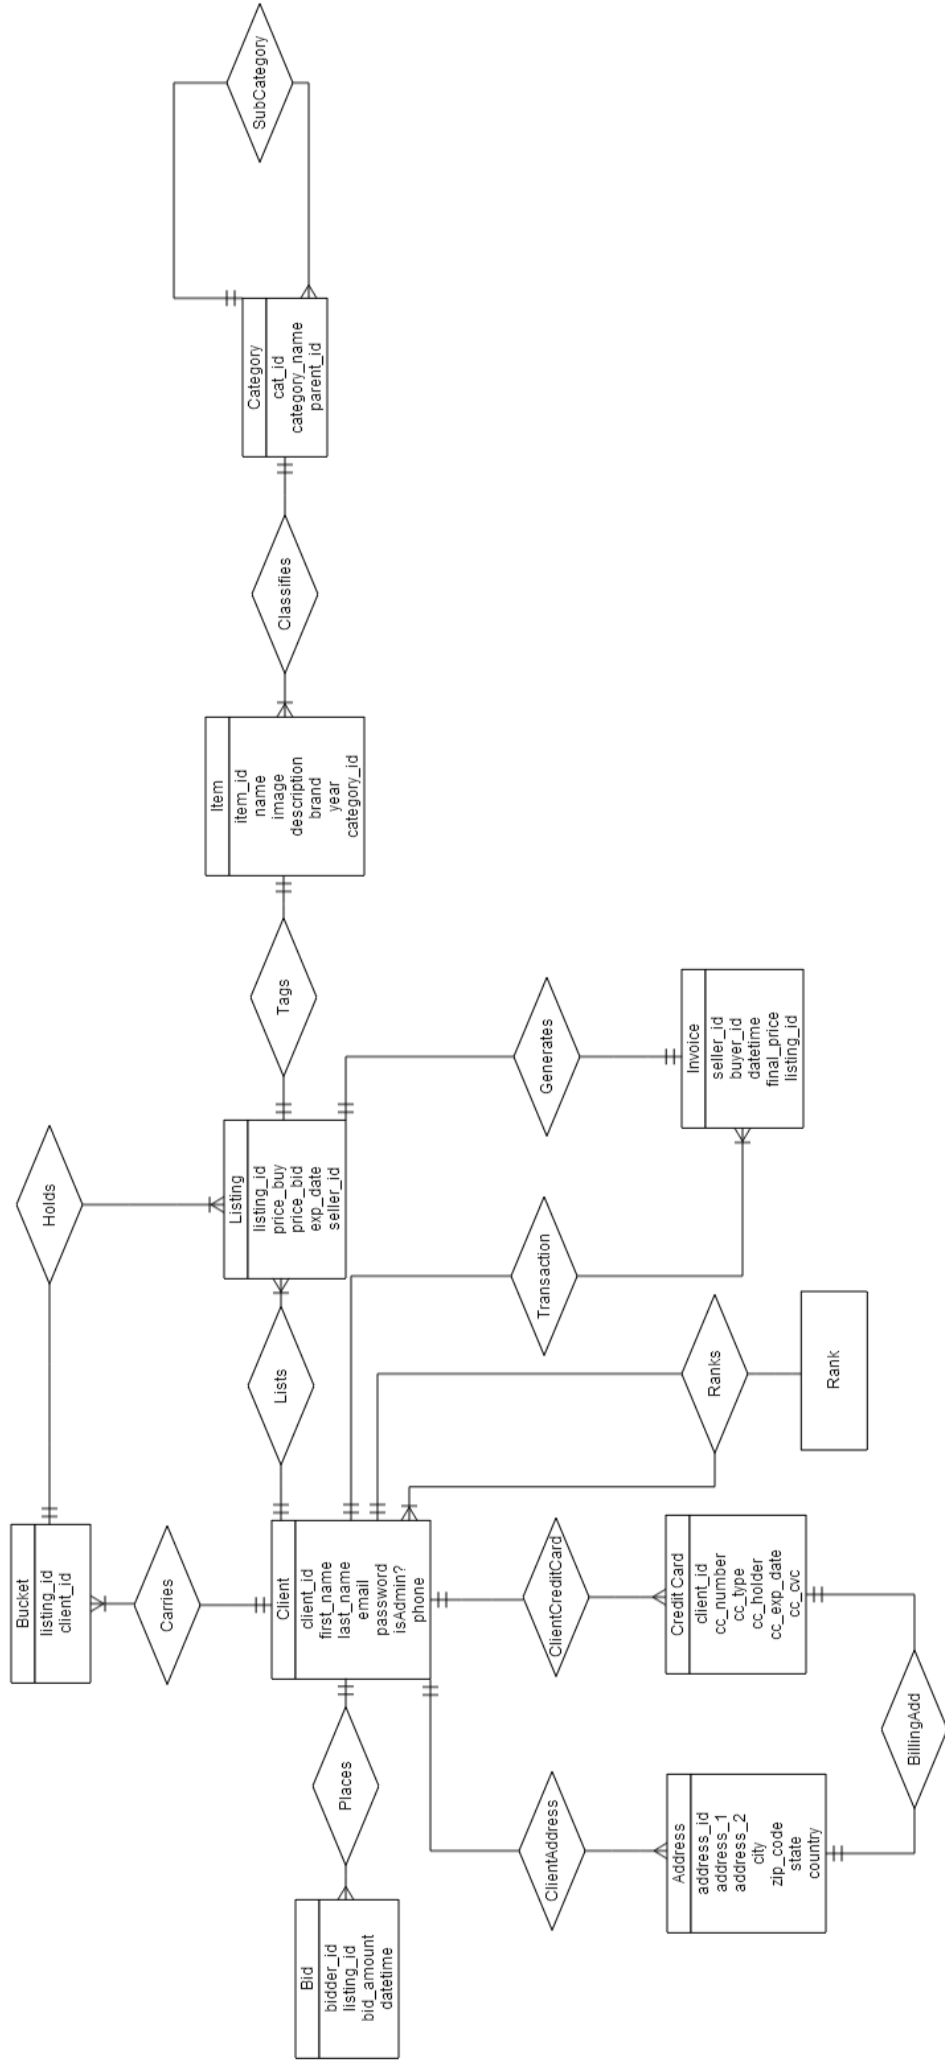 Bucket
listing_id
client_id
Holds
Carries
Client
client_id
first_name
last_name
email
password
isAdmin?
phone
Lists
Listing
listing_id
price_buy
price_bid
exp_date
seller_id
Tags
Item
item_id
name
image
description
brand
year
category_id
Classifies
Category
cat_id
category_name
parent_id
SubCategory
Bid
bidder_id
listing_id
bid_amount
datetime
Places
ClientAddress
ClientCreditCard
Transaction
Generates
Address
address_id
address_1
address_2
city
zip_code
state
country
Credit Card
client_id
cc_number
cc_type
cc_holder
cc_exp_date
cc_cvc
Ranks
Invoice
seller_id
buyer_id
datetime
final_price
listing_id
Rank
BillingAdd